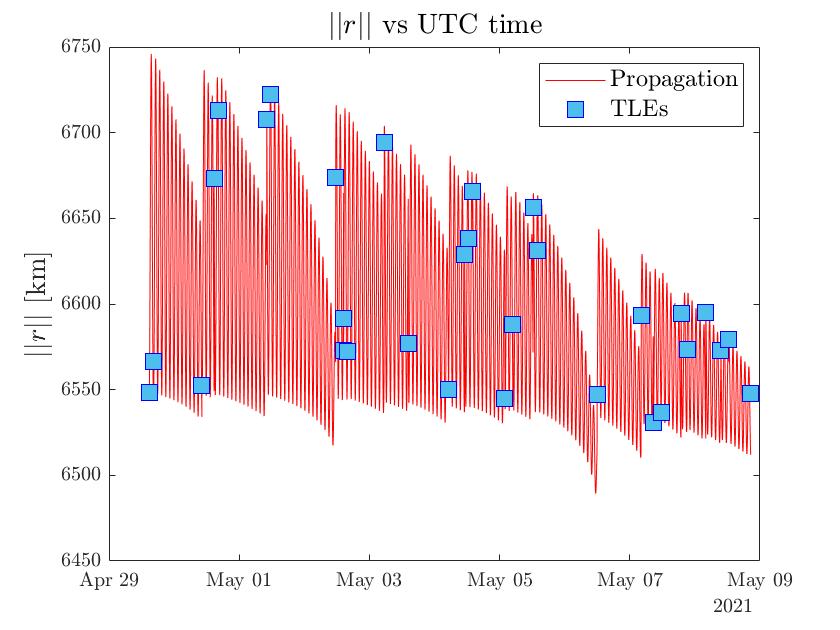 ||r|| vs UTC time
Propagation
TLEs
||r|| [km]
6750
6700
6650
6600
6550
6500
6450
Apr 29 May 01 May 03 May 05 May 07 May 09
2021